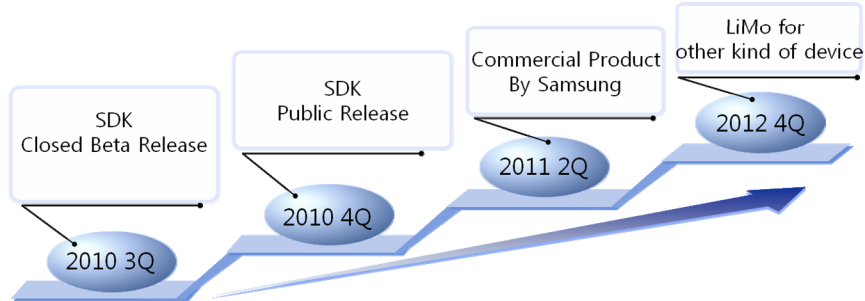 SDK
Closed Beta Release
2010 3Q
SDK
Public Release
2010 4Q
Commercial Product
By Samsung
2011 2Q
LiMo for
other kind of device
2012 4Q